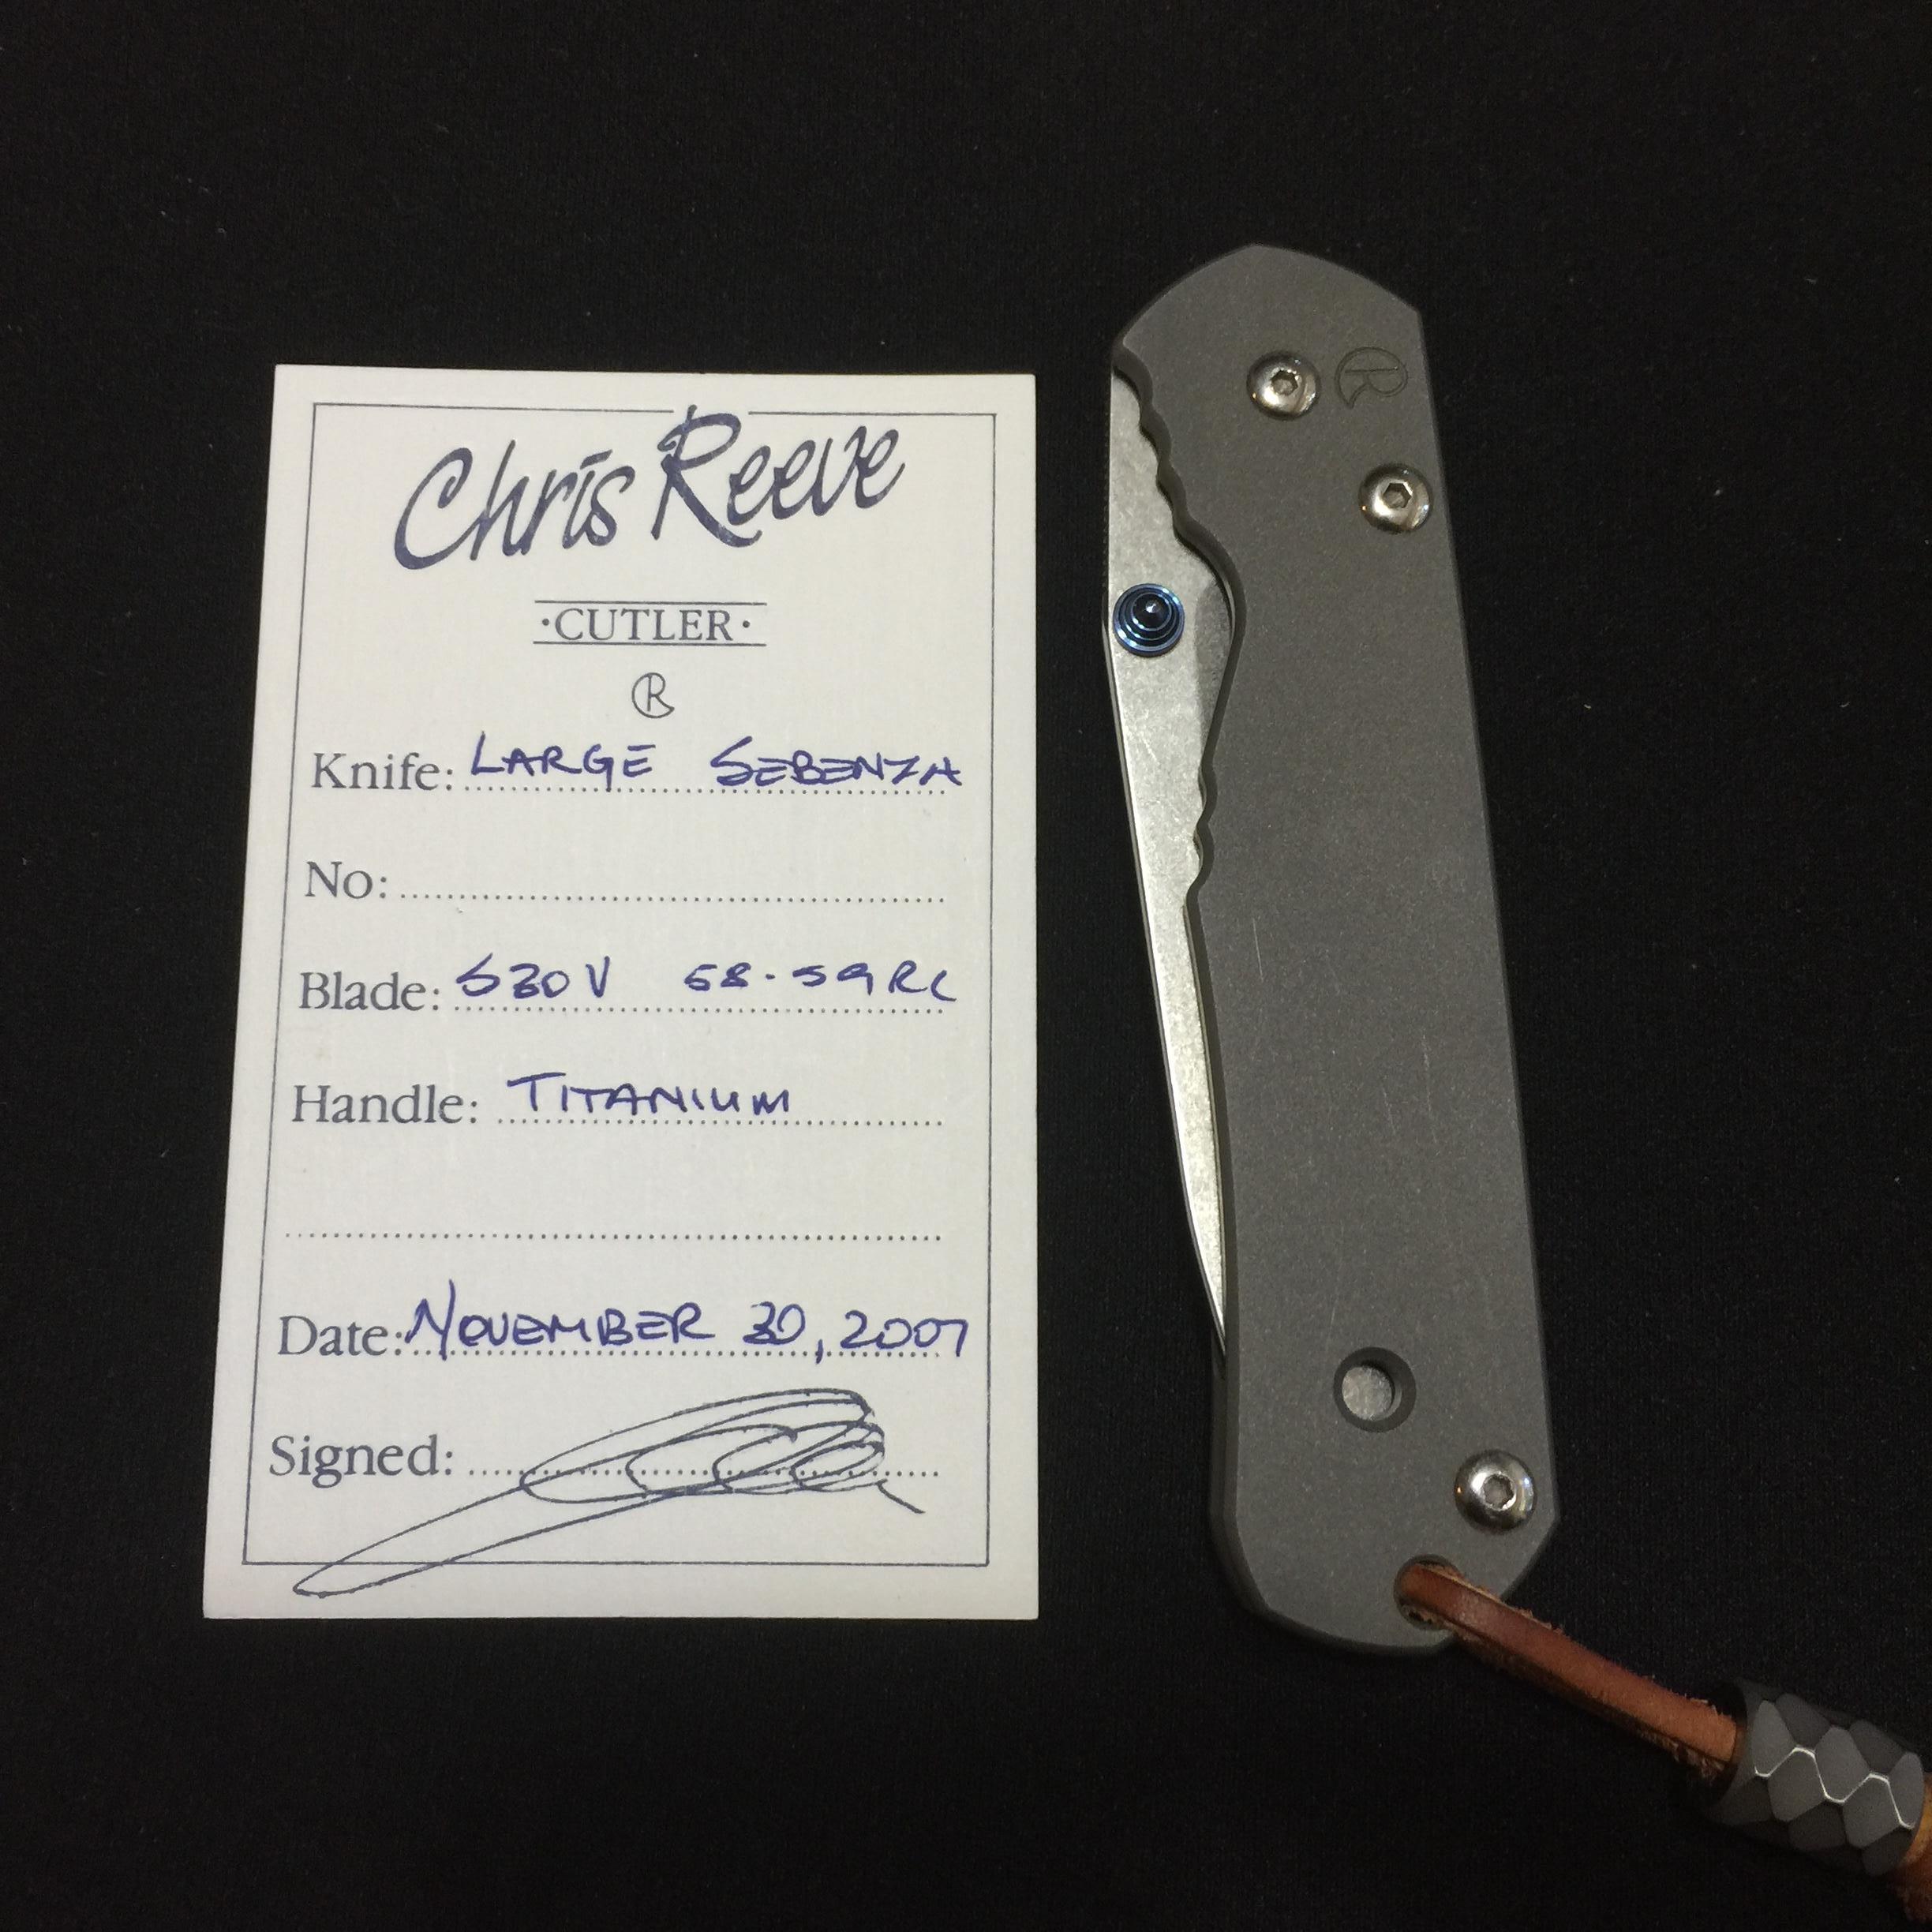 Chris Reeve
·CUTLER·
R
Knife: LARGE SEBENZA
No:
Blade: S30V 58-59RC
Handle: TITANIUM
Date: NOVEMBER 30, 2007
Signed:
R